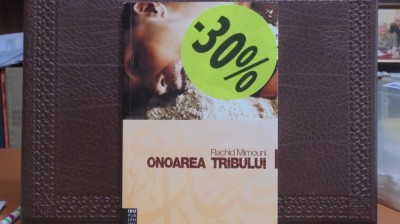 -30%
Rachid Mimouni
ONOAREA TRIBULUI